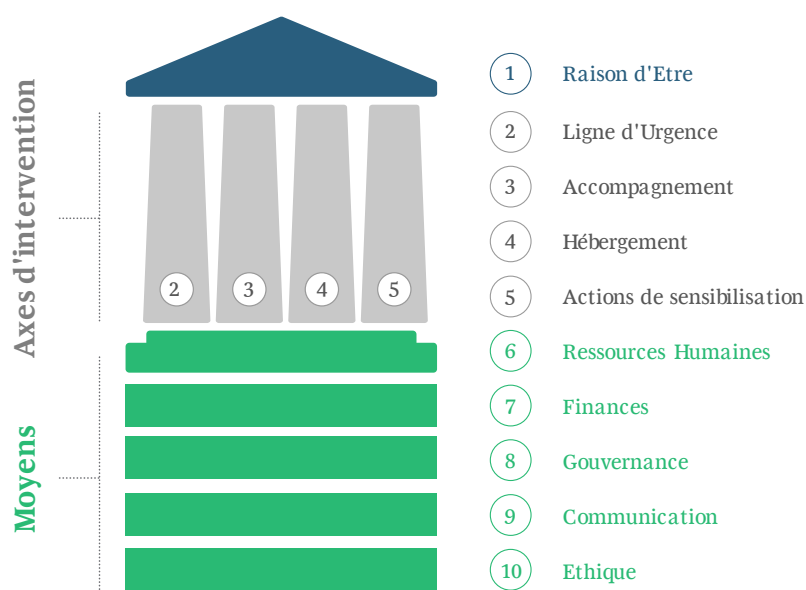 Axes d'intervention
Moyens
2
3
4
5
1 Raison d'Etre
2 Ligne d'Urgence
3 Accompagnement
4 Hébergement
5 Actions de sensibilisation
6 Ressources Humaines
7 Finances
8 Gouvernance
9 Communication
10 Ethique